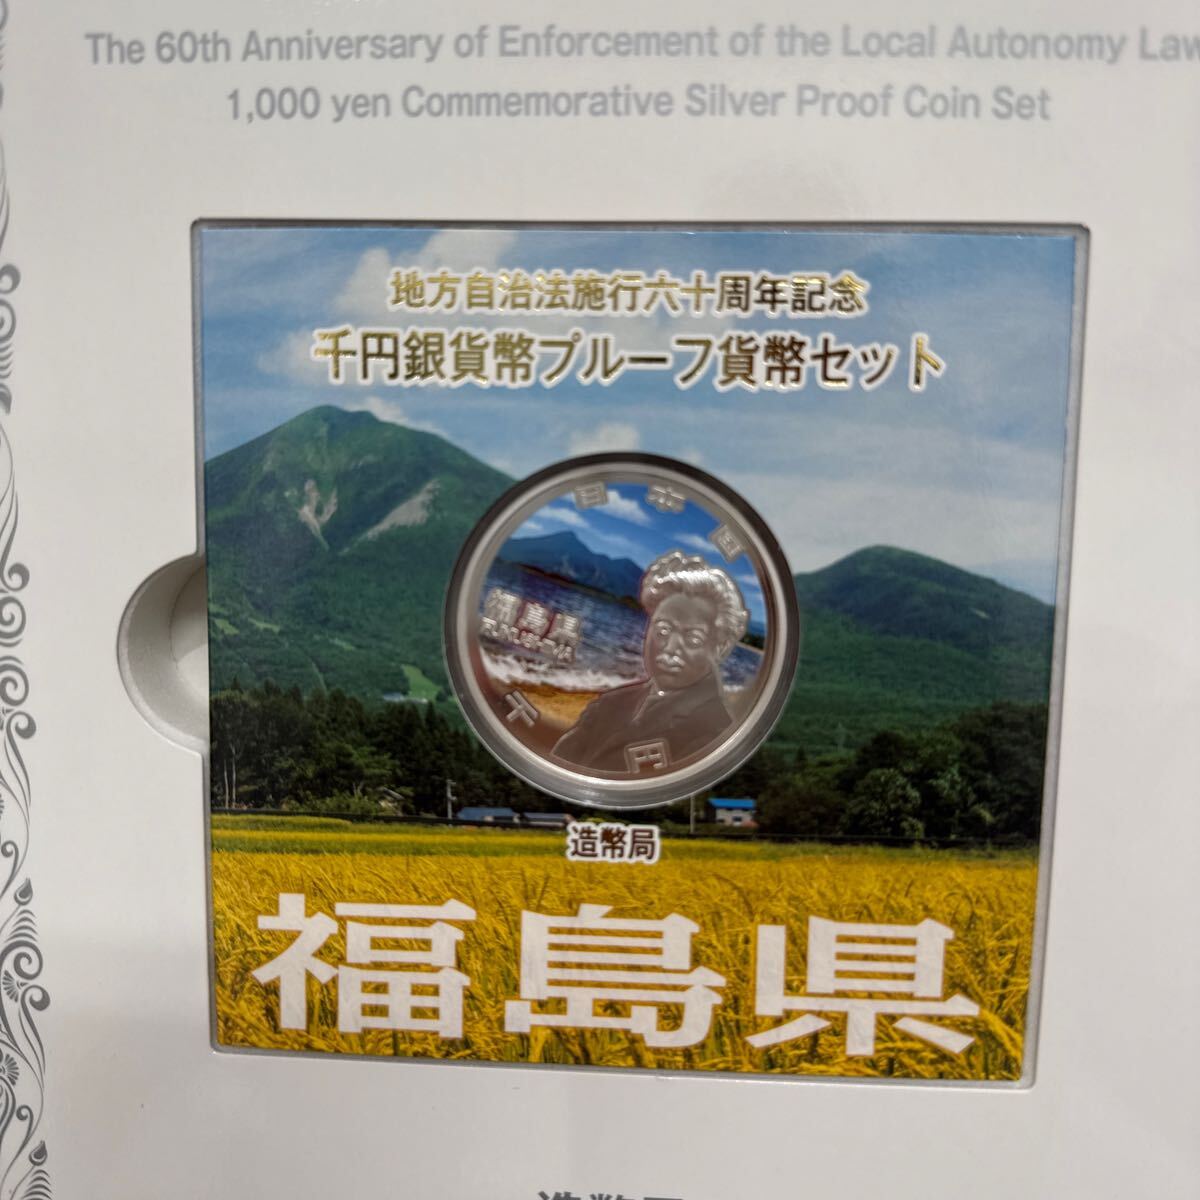 The 60th Anniversary of Enforcement of the Local Autonomy Law
1,000 yen Commemorative Silver Proof Coin Set
地方自治法施行六十周年記念
千円銀貨幣プルーフ貨幣セット
日本国
福島県
FUKUSHIMA
千円
造幣局
福島県